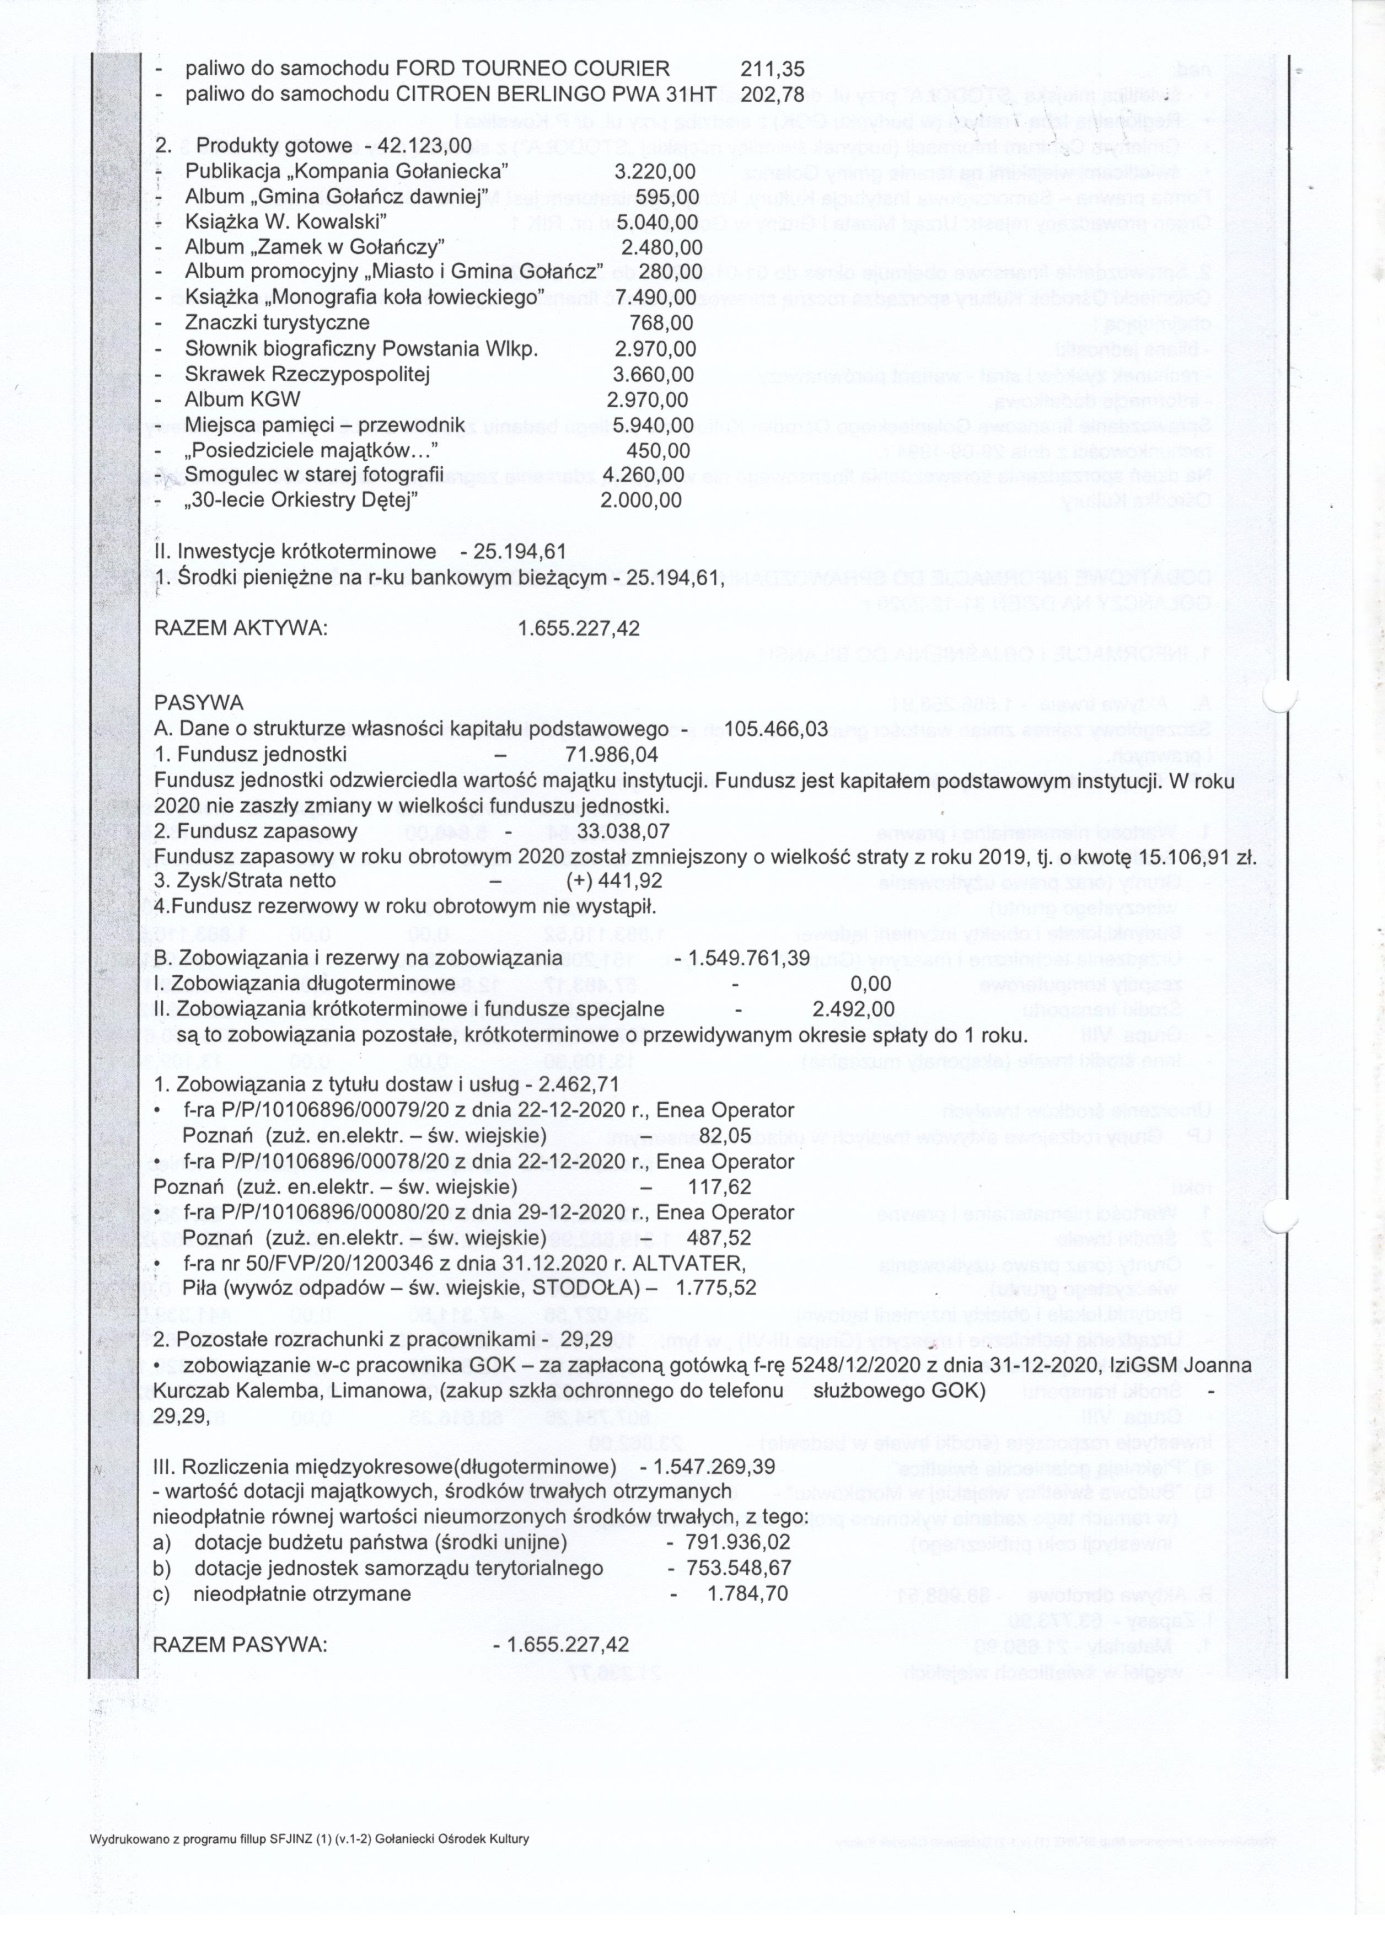 - paliwo do samochodu FORD TOURNEO COURIER 211,35
- paliwo do samochodu CITROEN BERLINGO PWA 31HT 202,78
2. Produkty gotowe - 42.123,00
- Publikacja „Kompania Gołaniecka” 3.220,00
- Album „Gmina Gołańcz dawniej” 595,00
- Książka W. Kowalski” 5.040,00
- Album „Zamek w Gołańczy” 2.480,00
- Album promocyjny „Miasto i Gmina Gołańcz” 280,00
- Książka „Monografia koła łowieckiego” 7.490,00
- Znaczki turystyczne 768,00
- Słownik biograficzny Powstania Wlkp. 2.970,00
- Skrawek Rzeczypospolitej 3.660,00
- Album KGW 2.970,00
- Miejsca pamięci – przewodnik 5.940,00
- „Posiedziciele majątków…” 450,00
- Smogulec w starej fotografii 4.260,00
- „30-lecie Orkiestry Dętej” 2.000,00
II. Inwestycje krótkoterminowe - 25.194,61
1. Środki pieniężne na r-ku bankowym bieżącym - 25.194,61,
RAZEM AKTYWA: 1.655.227,42
PASYWA
A. Dane o strukturze własności kapitału podstawowego - 105.466,03
1. Fundusz jednostki – 71.986,04
Fundusz jednostki odzwierciedla wartość majątku instytucji. Fundusz jest kapitałem podstawowym instytucji. W roku
2020 nie zaszły zmiany w wielkości funduszu jednostki.
2. Fundusz zapasowy - 33.038,07
Fundusz zapasowy w roku obrotowym 2020 został zmniejszony o wielkość straty z roku 2019, tj. o kwotę 15.106,91 zł.
3. Zysk/Strata netto – (+) 441,92
4.Fundusz rezerwowy w roku obrotowym nie wystąpił.
B. Zobowiązania i rezerwy na zobowiązania - 1.549.761,39
I. Zobowiązania długoterminowe - 0,00
II. Zobowiązania krótkoterminowe i fundusze specjalne - 2.492,00
są to zobowiązania pozostałe, krótkoterminowe o przewidywanym okresie spłaty do 1 roku.
1. Zobowiązania z tytułu dostaw i usług - 2.462,71
• f-ra P/P/10106896/00079/20 z dnia 22-12-2020 r., Enea Operator
Poznań (zuż. en.elektr. – św. wiejskie) – 82,05
• f-ra P/P/10106896/00078/20 z dnia 22-12-2020 r., Enea Operator
Poznań (zuż. en.elektr. – św. wiejskie) – 117,62
• f-ra P/P/10106896/00080/20 z dnia 29-12-2020 r., Enea Operator
Poznań (zuż. en.elektr. – św. wiejskie) – 487,52
• f-ra nr 50/FVP/20/1200346 z dnia 31.12.2020 r. ALTVATER,
Piła (wywóz odpadów – św. wiejskie, STODOŁA) – 1.775,52
2. Pozostałe rozrachunki z pracownikami - 29,29
• zobowiązanie w-c pracownika GOK – za zapłaconą gotówką f-rę 5248/12/2020 z dnia 31-12-2020, IziGSM Joanna
Kurczab Kalemba, Limanowa, (zakup szkła ochronnego do telefonu służbowego GOK) -
29,29,
III. Rozliczenia międzyokresowe(długoterminowe) - 1.547.269,39
- wartość dotacji majątkowych, środków trwałych otrzymanych
nieodpłatnie równej wartości nieumorzonych środków trwałych, z tego:
a) dotacje budżetu państwa (środki unijne) - 791.936,02
b) dotacje jednostek samorządu terytorialnego - 753.548,67
c) nieodpłatnie otrzymane - 1.784,70
RAZEM PASYWA: - 1.655.227,42
Wydrukowano z programu fillup SFJINZ (1) (v.1-2) Gołaniecki Ośrodek Kultury